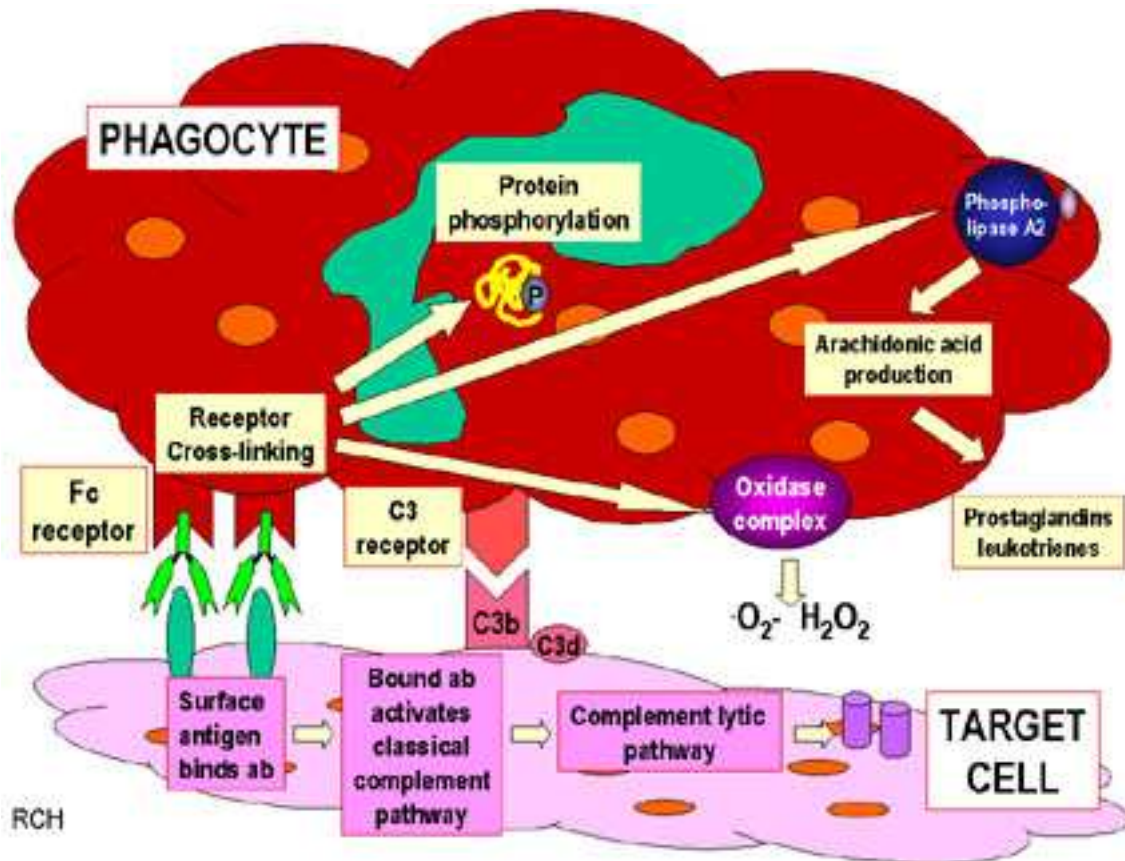 PHAGOCYTE
Protein
phosphorylation
P
Phospho-
lipase A2
Arachidonic acid
production
Receptor
Cross-linking
Fc
receptor
C3
receptor
Oxidase
complex
Prostaglandins
leukotrienes
·O₂- H₂O₂
C3b
C3d
Surface
antigen
binds ab
Bound ab
activates
classical
complement
pathway
Complement lytic
pathway
TARGET
CELL
RCH